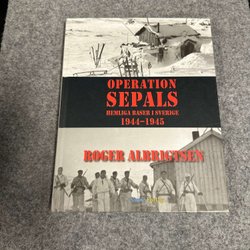 OPERATION
SEPALS
HEMLIGA BASER I SVERIGE
1944–1945
ROGER ALBRIGTSEN